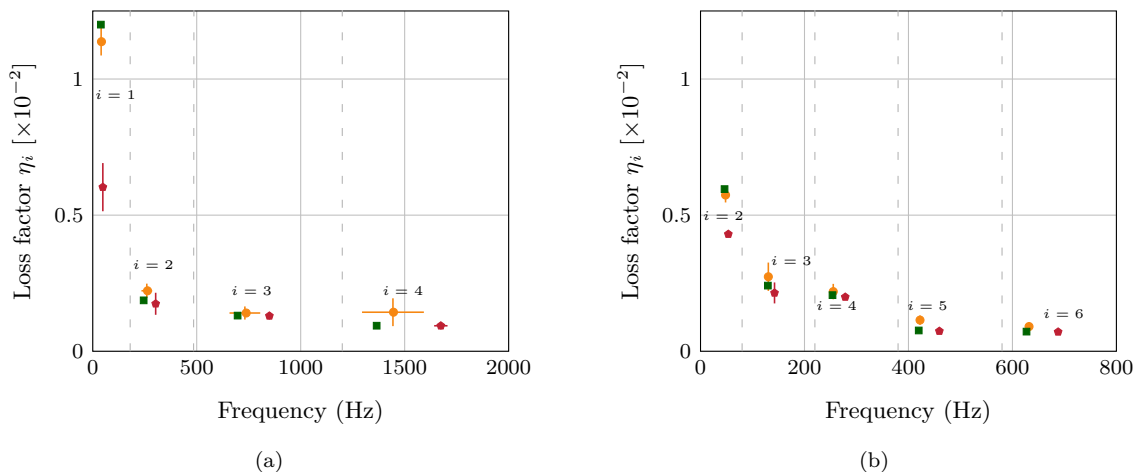 Loss factor ηᵢ [×10⁻²]
1
0.5
0
i = 1
i = 2
i = 3
i = 4
0 500 1000 1500 2000
Frequency (Hz)
(a)
Loss factor ηᵢ [×10⁻²]
1
0.5
0
i = 2
i = 3
i = 4
i = 5
i = 6
0 200 400 600 800
Frequency (Hz)
(b)